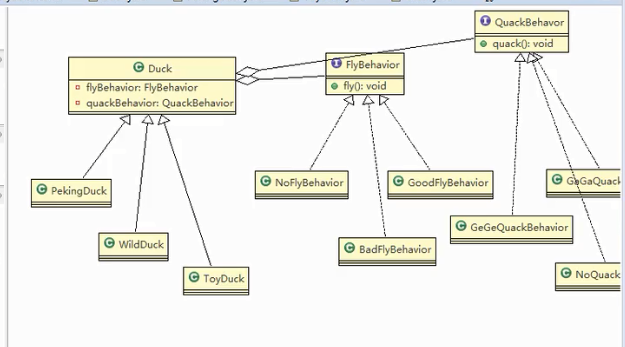 QuackBehavor
quack(): void
Duck
flyBehavior: FlyBehavior
quackBehavior: QuackBehavior
FlyBehavior
fly(): void
PekingDuck
WildDuck
ToyDuck
NoFlyBehavior
BadFlyBehavior
GoodFlyBehavior
GeGeQuackBehavior
GaGaQuack
NoQuack